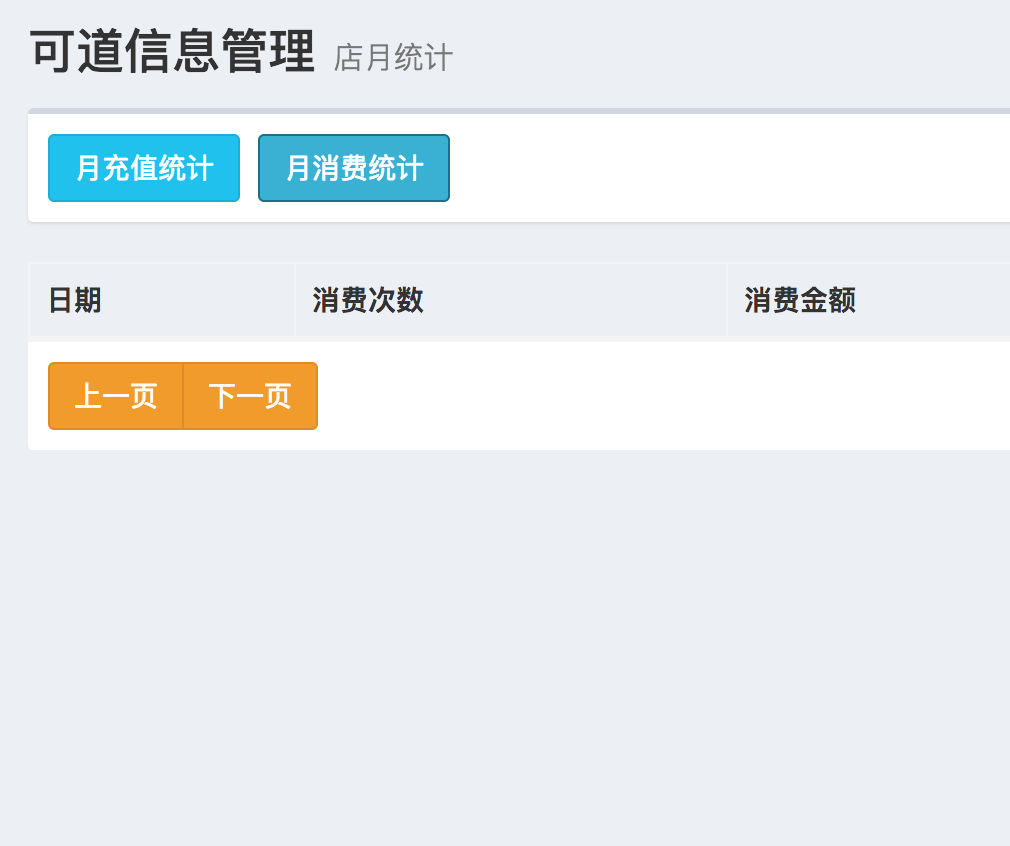 可道信息管理 店月统计
月充值统计 月消费统计
日期 消费次数 消费金额
上一页 下一页